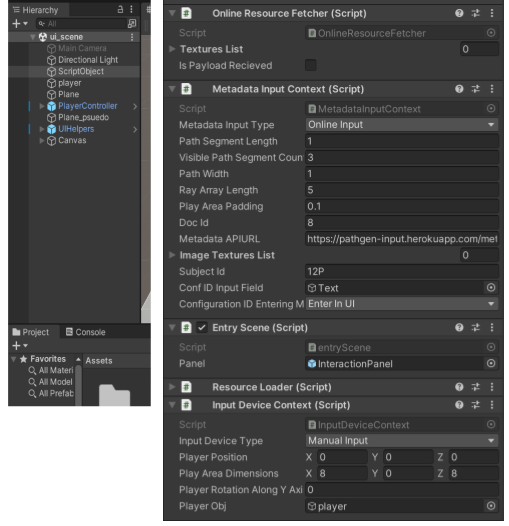 Hierarchy
All
ui_scene
Main Camera
Directional Light
ScriptObject
player
Plane
PlayerController
Plane_psuedo
UIHelpers
Canvas
Project
Console
Favorites
Assets
All Materi
All Model
All Prefab
Online Resource Fetcher (Script)
Script OnlineResourceFetcher
Textures List 0
Is Payload Recieved
Metadata Input Context (Script)
Script MetadataInputContext
Metadata Input Type Online Input
Path Segment Length 1
Visible Path Segment Coun 3
Path Width 1
Ray Array Length 5
Play Area Padding 0.1
Doc Id 8
Metadata APIURL https://pathgen-input.herokuapp.com/met
Image Textures List 0
Subject Id 12P
Conf ID Input Field Text
Configuration ID Entering M Enter In UI
Entry Scene (Script)
Script entryScene
Panel InteractionPanel
Resource Loader (Script)
Input Device Context (Script)
Script InputDeviceContext
Input Device Type Manual Input
Player Position X 0 Y 0 Z 0
Play Area Dimensions X 8 Y 0 Z 8
Player Rotation Along Y Axi 0
Player Obj player